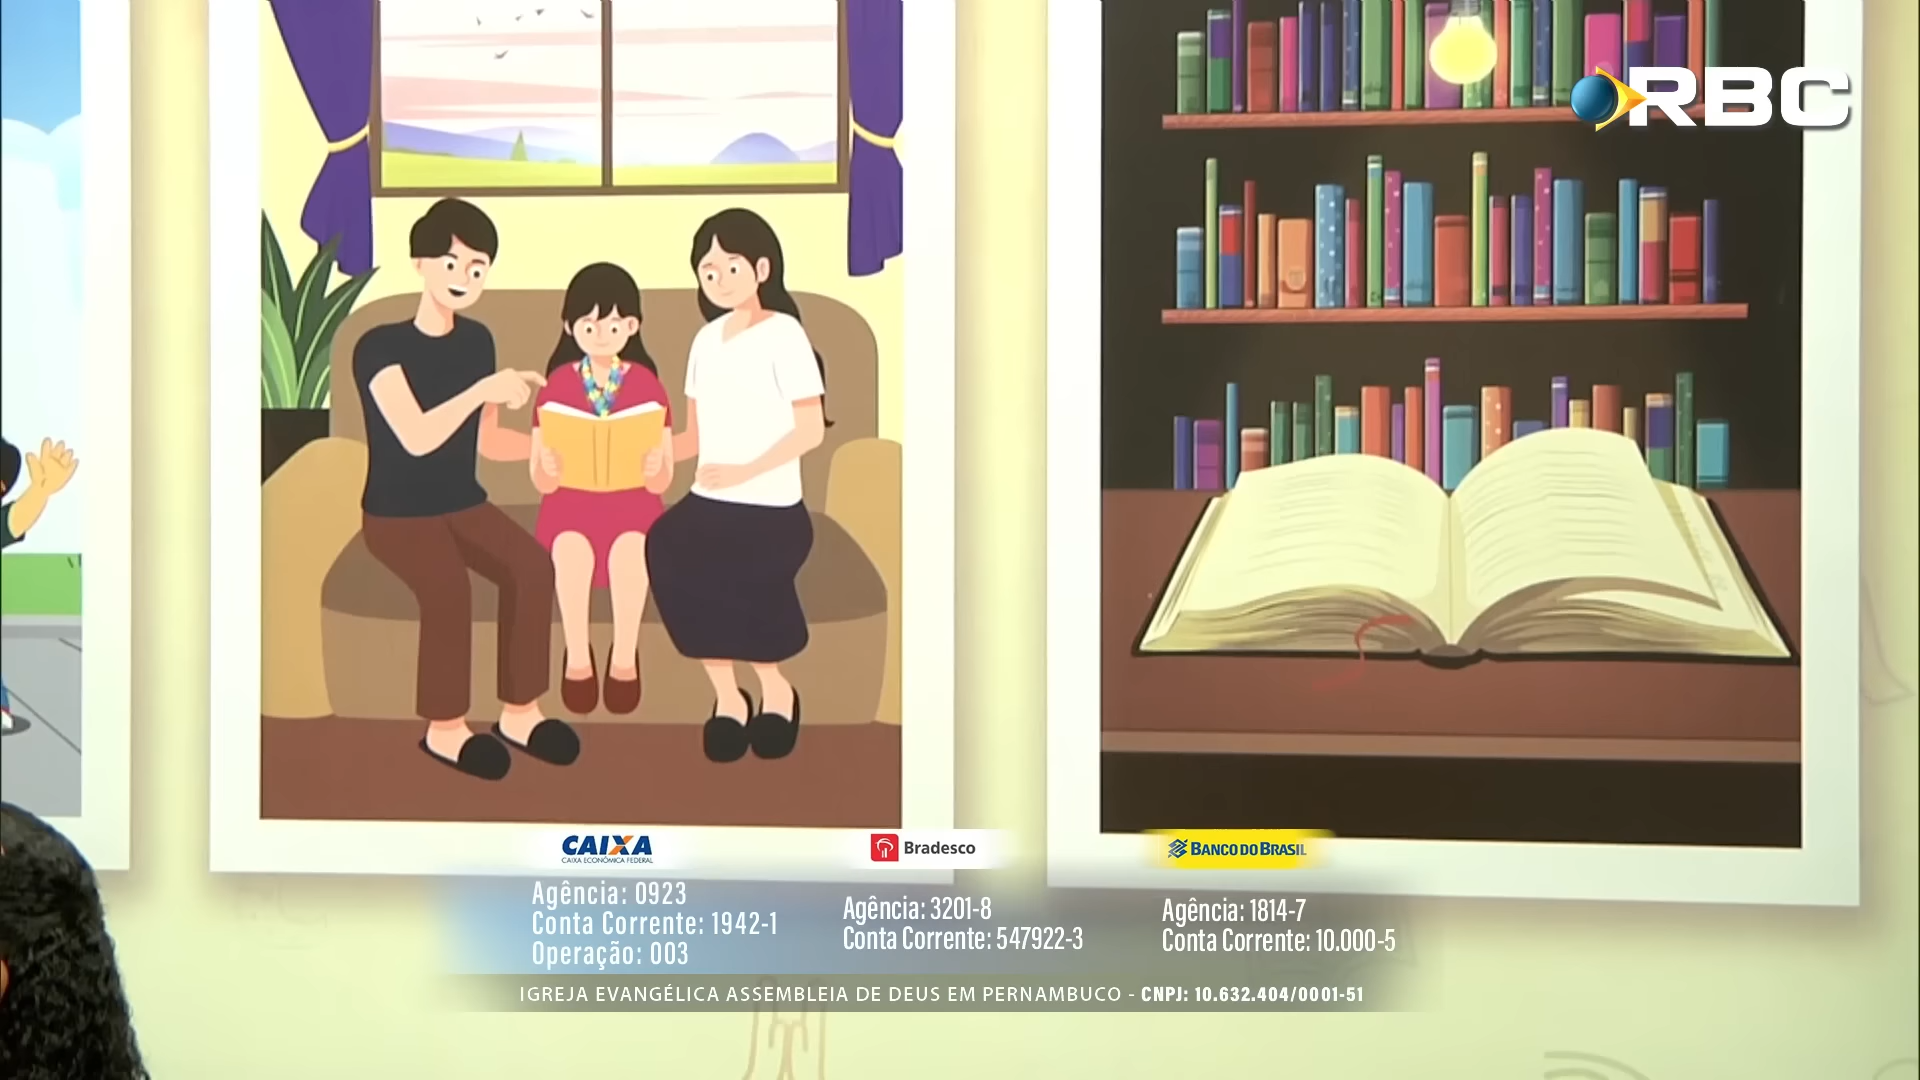 RBC
CAIXA
CAIXA ECONÔMICA FEDERAL
Agência: 0923
Conta Corrente: 1942-1
Operação: 003
Bradesco
Agência: 3201-8
Conta Corrente: 547922-3
BANCO DO BRASIL
Agência: 1814-7
Conta Corrente: 10.000-5
IGREJA EVANGÉLICA ASSEMBLEIA DE DEUS EM PERNAMBUCO - CNPJ: 10.632.404/0001-51